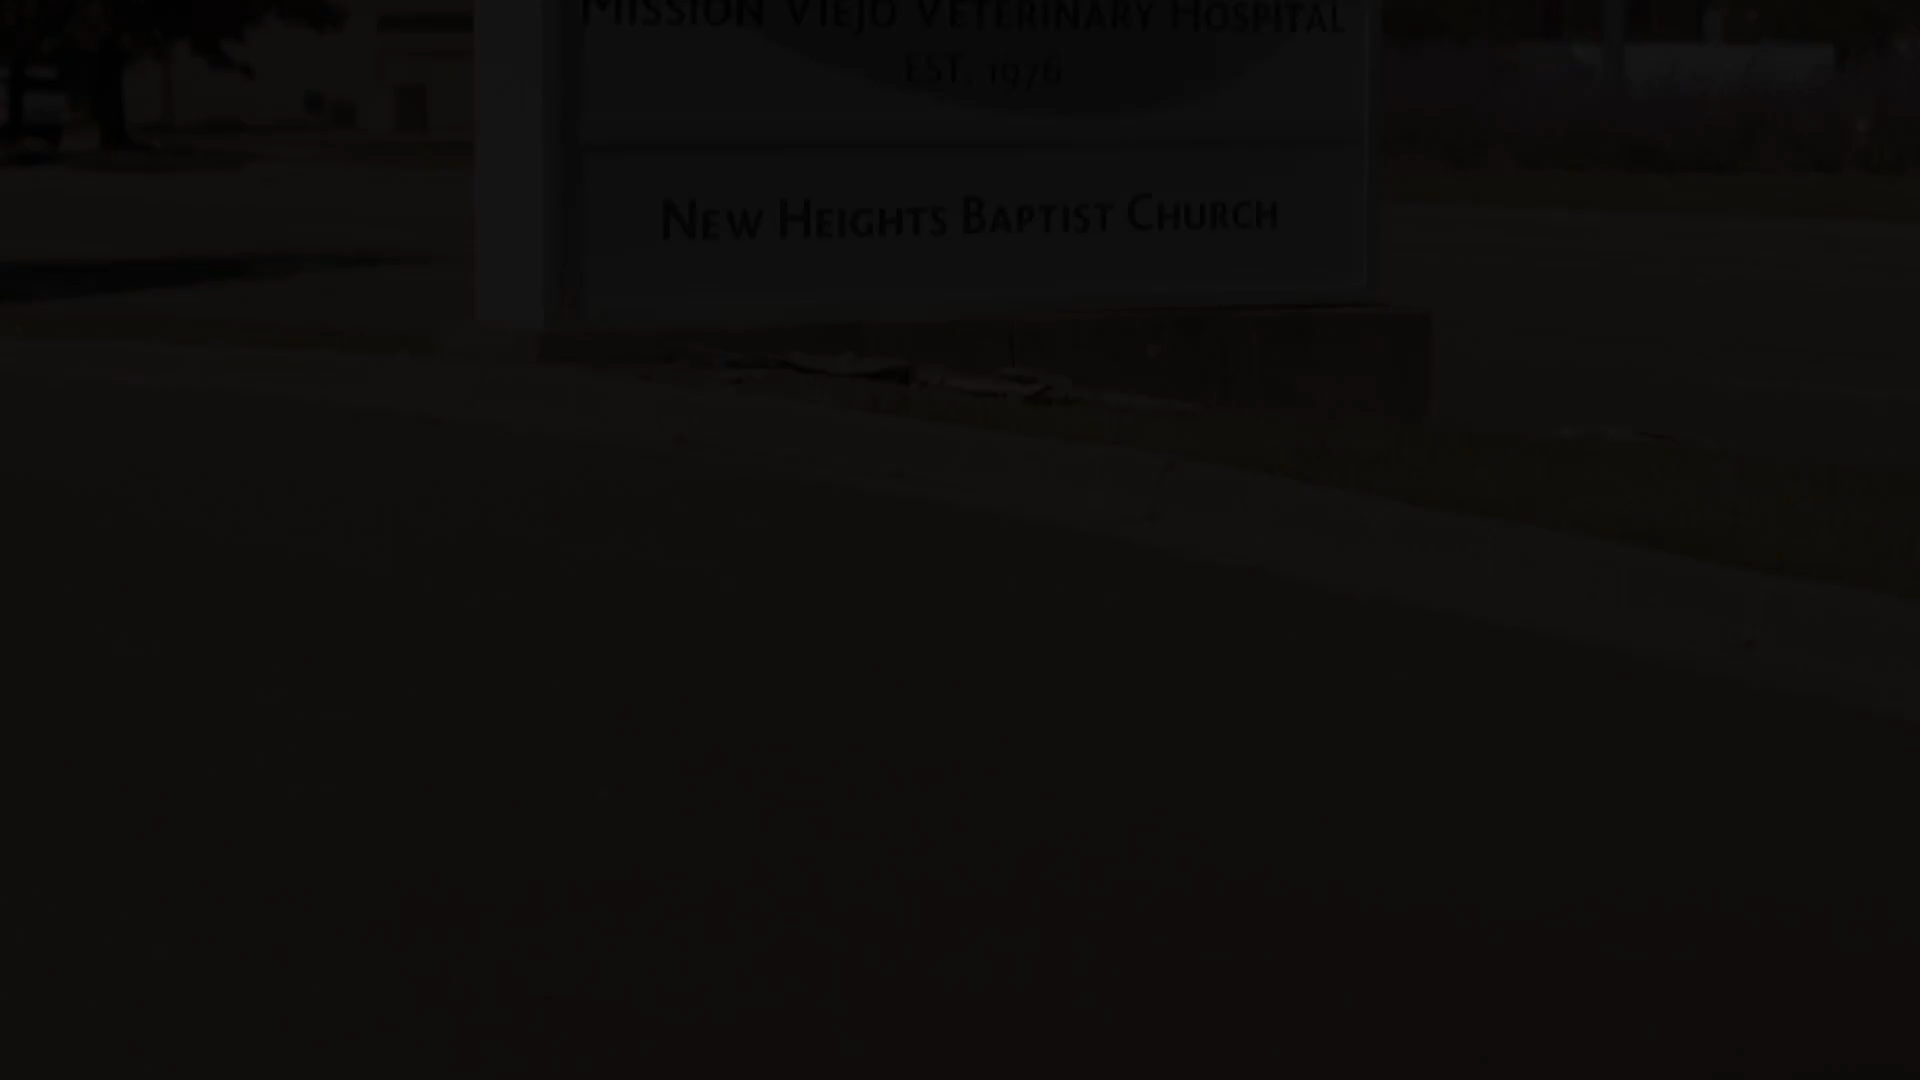 MISSION VIEJO VETERINARY HOSPITAL
EST. 1976
NEW HEIGHTS BAPTIST CHURCH